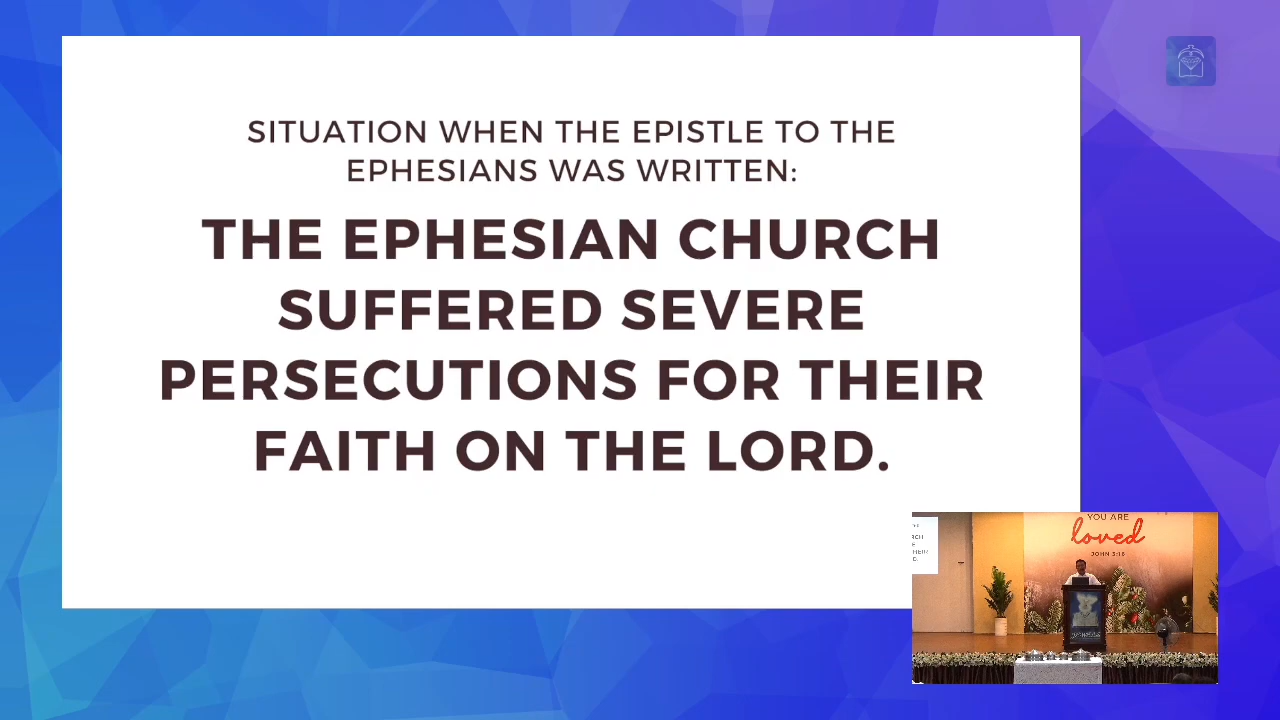 SITUATION WHEN THE EPISTLE TO THE
EPHESIANS WAS WRITTEN:
THE EPHESIAN CHURCH
SUFFERED SEVERE
PERSECUTIONS FOR THEIR
FAITH ON THE LORD.
YOU ARE
loved
JOHN 3:16